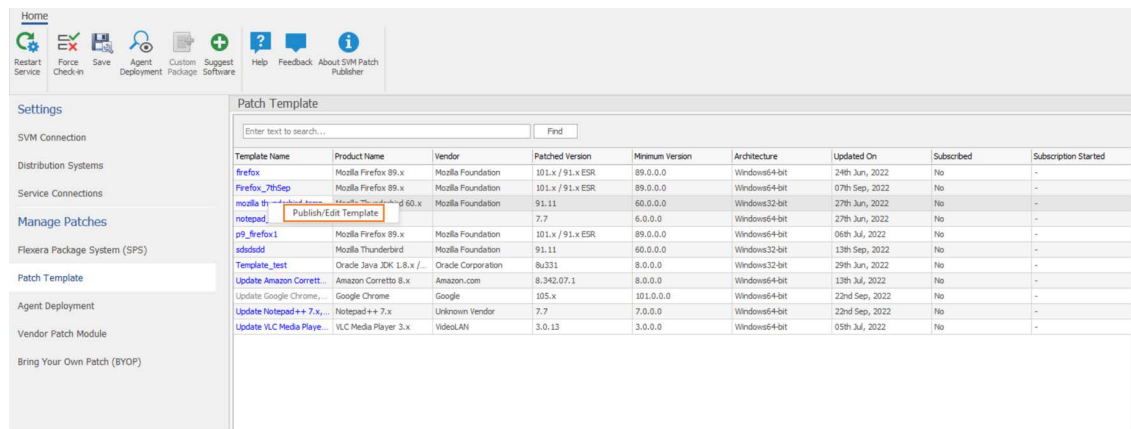 Home
Restart Service Force Check-in Save Agent Deployment Custom Package Suggest Software Help Feedback About SVM Patch Publisher
Settings
SVM Connection
Distribution Systems
Service Connections
Manage Patches
Flexera Package System (SPS)
Patch Template
Agent Deployment
Vendor Patch Module
Bring Your Own Patch (BYOP)
Patch Template
Enter text to search... Find
Template Name Product Name Vendor Patched Version Minimum Version Architecture Updated On Subscribed Subscription Started
firefox Mozilla Firefox 89.x Mozilla Foundation 101.x / 91.x ESR 89.0.0.0 Windows64-bit 24th Jun, 2022 No -
Firefox_7thSep Mozilla Firefox 89.x Mozilla Foundation 101.x / 91.x ESR 89.0.0.0 Windows64-bit 07th Sep, 2022 No -
mozilla 60.x Mozilla Foundation 91.11 60.0.0.0 Windows32-bit 27th Jun, 2022 No -
Publish/Edit Template
notepad_ 7.7 6.0.0.0 Windows64-bit 27th Jun, 2022 No -
p9_firefox1 Mozilla Firefox 89.x Mozilla Foundation 101.x / 91.x ESR 89.0.0.0 Windows64-bit 06th Jul, 2022 No -
sdsdsdd Mozilla Thunderbird Mozilla Foundation 91.11 60.0.0.0 Windows32-bit 13th Sep, 2022 No -
Template_test Oracle Java JDK 1.8.x /... Oracle Corporation 8u331 8.0.0.0 Windows32-bit 29th Jun, 2022 No -
Update Amazon Corrett... Amazon Corretto 8.x Amazon.com 8.342.07.1 8.0.0.0 Windows64-bit 13th Jul, 2022 No -
Update Google Chrome,... Google Chrome Google 105.x 101.0.0.0 Windows64-bit 22nd Sep, 2022 No -
Update Notepad++ 7.x,... Notepad++ 7.x Unknown Vendor 7.7 7.0.0.0 Windows64-bit 22nd Sep, 2022 No -
Update VLC Media Playe... VLC Media Player 3.x VideoLAN 3.0.13 3.0.0.0 Windows64-bit 05th Jul, 2022 No -